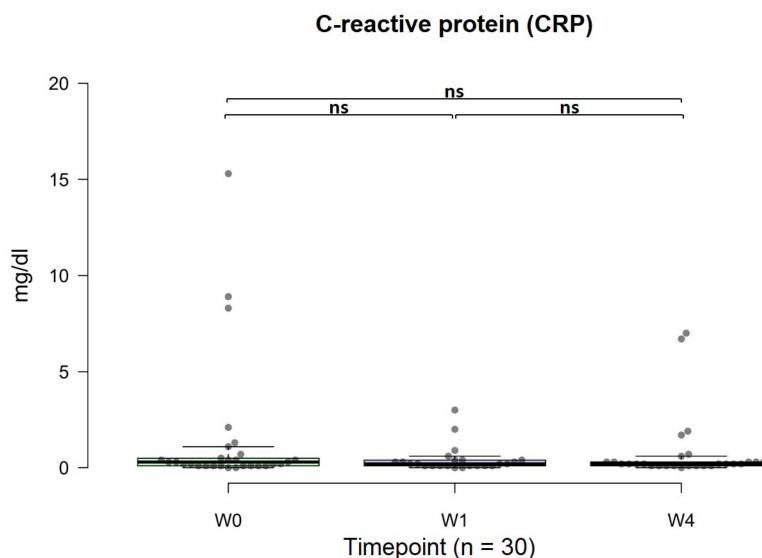 C-reactive protein (CRP)
20
ns
ns
ns
15
mg/dl
10
5
0
W0
W1
W4
Timepoint (n = 30)